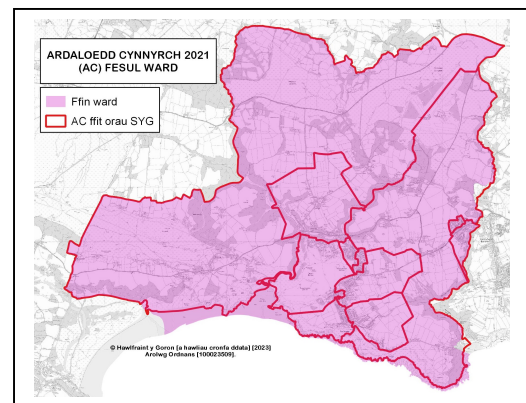 ARDALOEDD CYNNYRCH 2021
(AC) FESUL WARD
Ffin ward
AC ffit orau SYG
© Hawlfraint y Goron [a hawliau cronfa ddata] [2023]
Arolwg Ordnans [100023509].